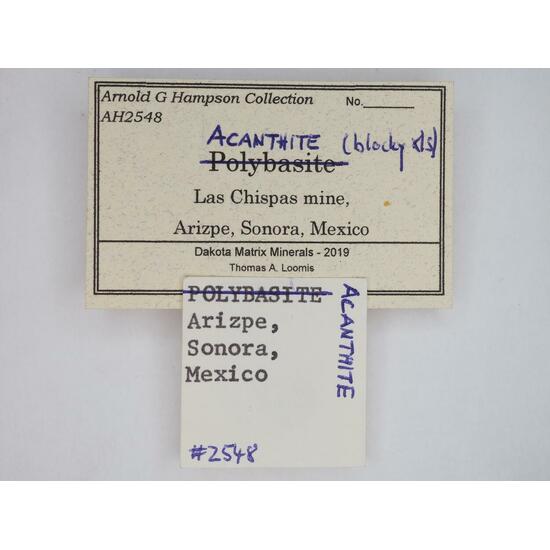 Arnold G Hampson Collection No.
AH2548
ACANTHITE (blocky xls)
Polybasite
Las Chispas mine,
Arizpe, Sonora, Mexico
Dakota Matrix Minerals - 2019
Thomas A. Loomis
POLYBASITE
ACANTHITE
Arizpe,
Sonora,
Mexico
#2548